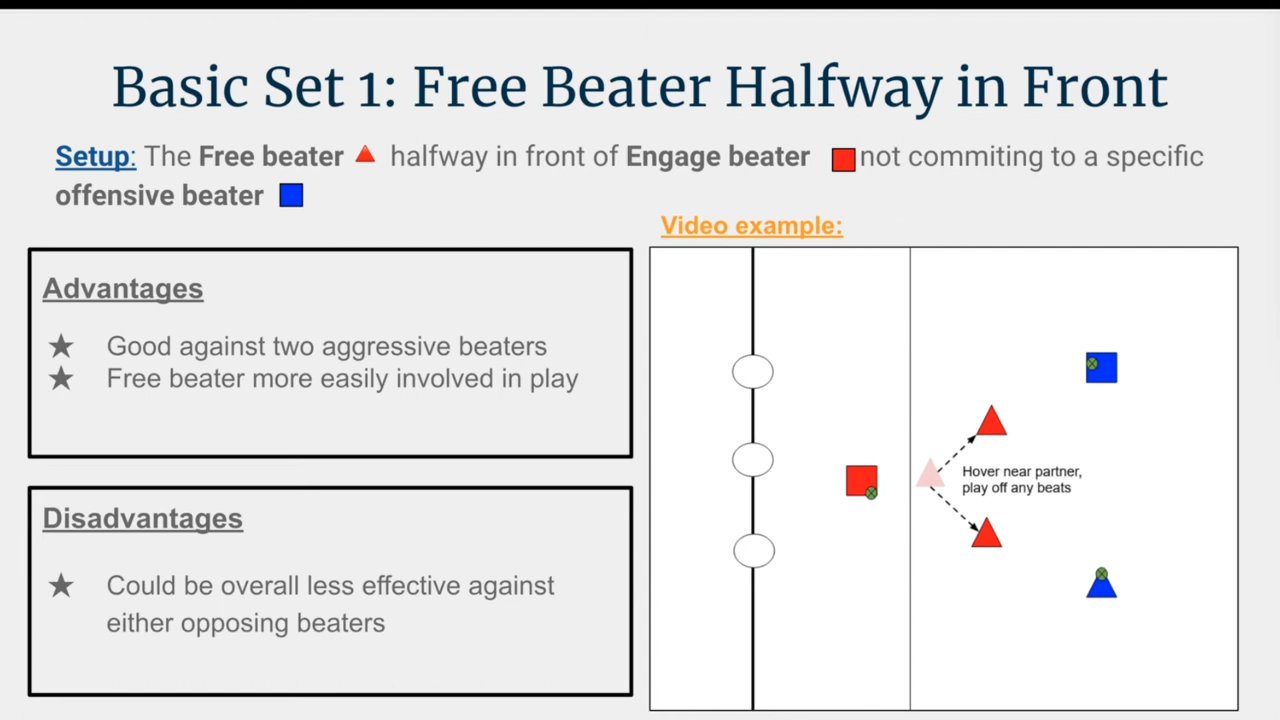 Basic Set 1: Free Beater Halfway in Front
Setup: The Free beater halfway in front of Engage beater not commiting to a specific
offensive beater
Video example:
Advantages
★ Good against two aggressive beaters
★ Free beater more easily involved in play
Hover near partner,
play off any beats
Disadvantages
★ Could be overall less effective against
either opposing beaters